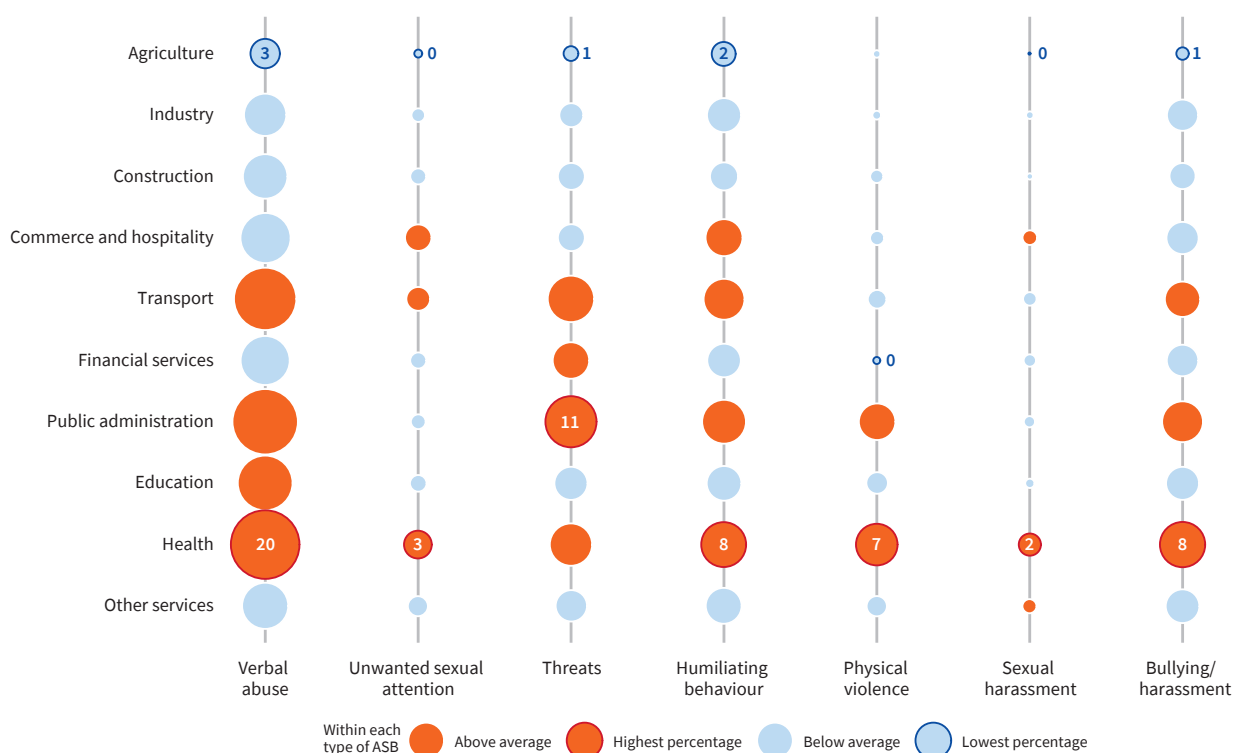 Agriculture 3 0 1 2 0 1
Industry
Construction
Commerce and hospitality
Transport
Financial services 0
Public administration 11
Education
Health 20 3 8 7 2 8
Other services
Verbal abuse
Unwanted sexual attention
Threats
Humiliating behaviour
Physical violence
Sexual harassment
Bullying/ harassment
Within each type of ASB
Above average
Highest percentage
Below average
Lowest percentage